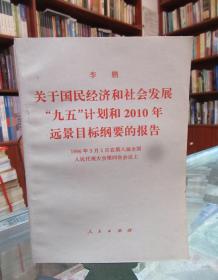 李 鹏
关于国民经济和社会发展
“九五”计划和2010年
远景目标纲要的报告
1996年3月5日在第八届全国
人民代表大会第四次会议上
人民出版社